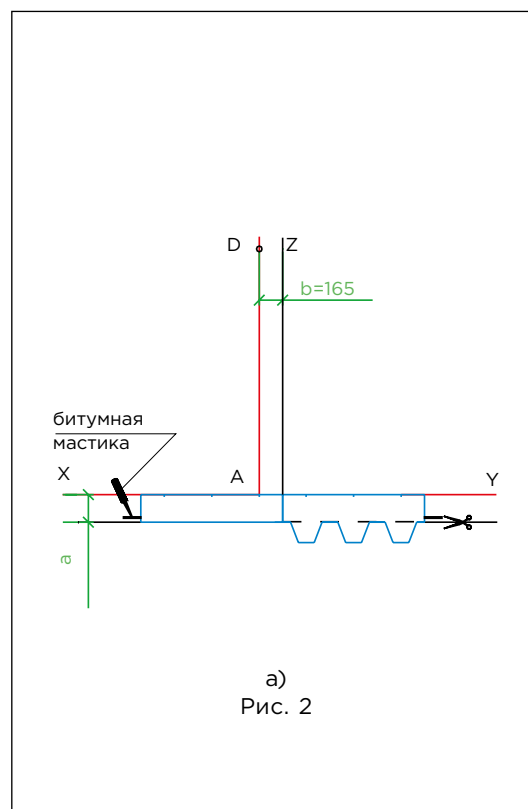 D Z
b=165
битумная
мастика
X A Y
a
а)
Рис. 2